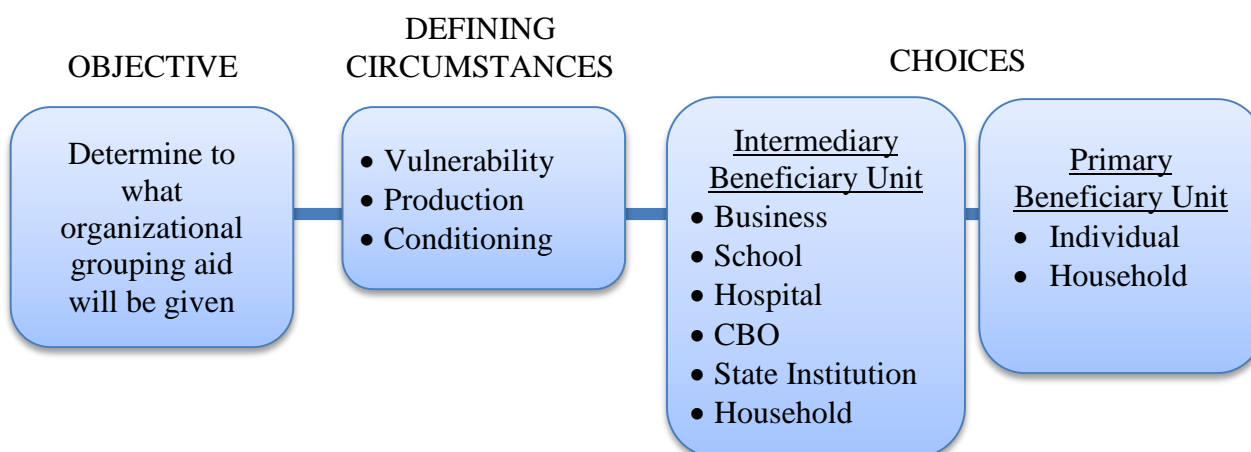 OBJECTIVE
DEFINING
CIRCUMSTANCES
CHOICES
Determine to
what
organizational
grouping aid
will be given
• Vulnerability
• Production
• Conditioning
Intermediary
Beneficiary Unit
• Business
• School
• Hospital
• CBO
• State Institution
• Household
Primary
Beneficiary Unit
• Individual
• Household